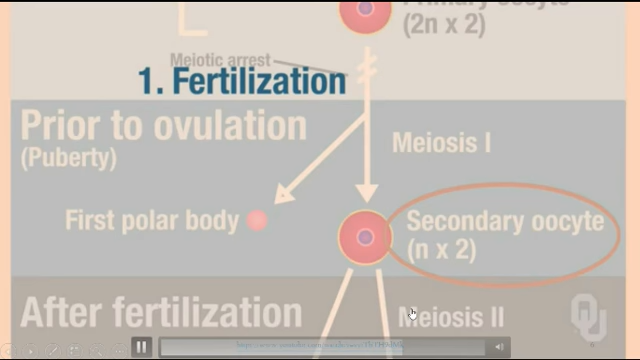 Primary oocyte
(2n x 2)
Meiotic arrest
1. Fertilization
Prior to ovulation
(Puberty)
Meiosis I
First polar body
Secondary oocyte
(n x 2)
After fertilization
Meiosis II